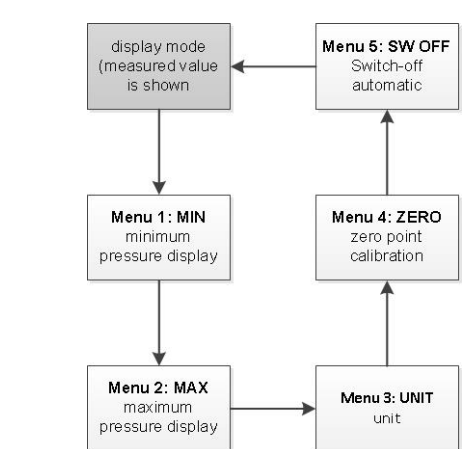 display mode
(measured value
is shown
Menu 5: SW OFF
Switch-off
automatic
Menu 1: MIN
minimum
pressure display
Menu 4: ZERO
zero point
calibration
Menu 2: MAX
maximum
pressure display
Menu 3: UNIT
unit